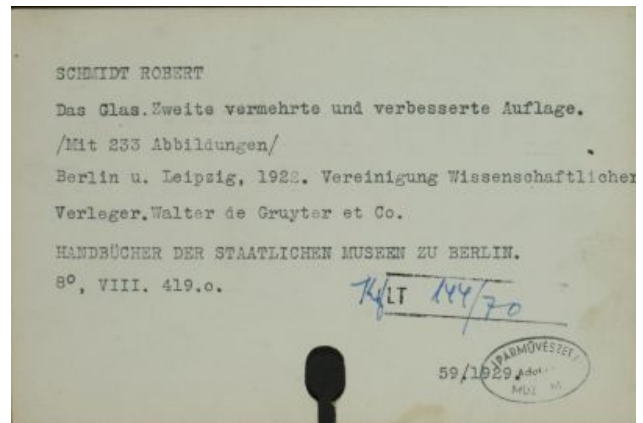 SCHMIDT ROBERT
Das Glas.Zweite vermehrte und verbesserte Auflage.
/Mit 233 Abbildungen/
Berlin u. Leipzig, 1922. Vereinigung Wissenschaftlicher
Verleger.Walter de Gruyter et Co.
HANDBÜCHER DER STAATLICHEN MUSEEN ZU BERLIN.
8º, VIII. 419.o.
LT 144/70
59/1929.
IPARMŰVÉSZETI